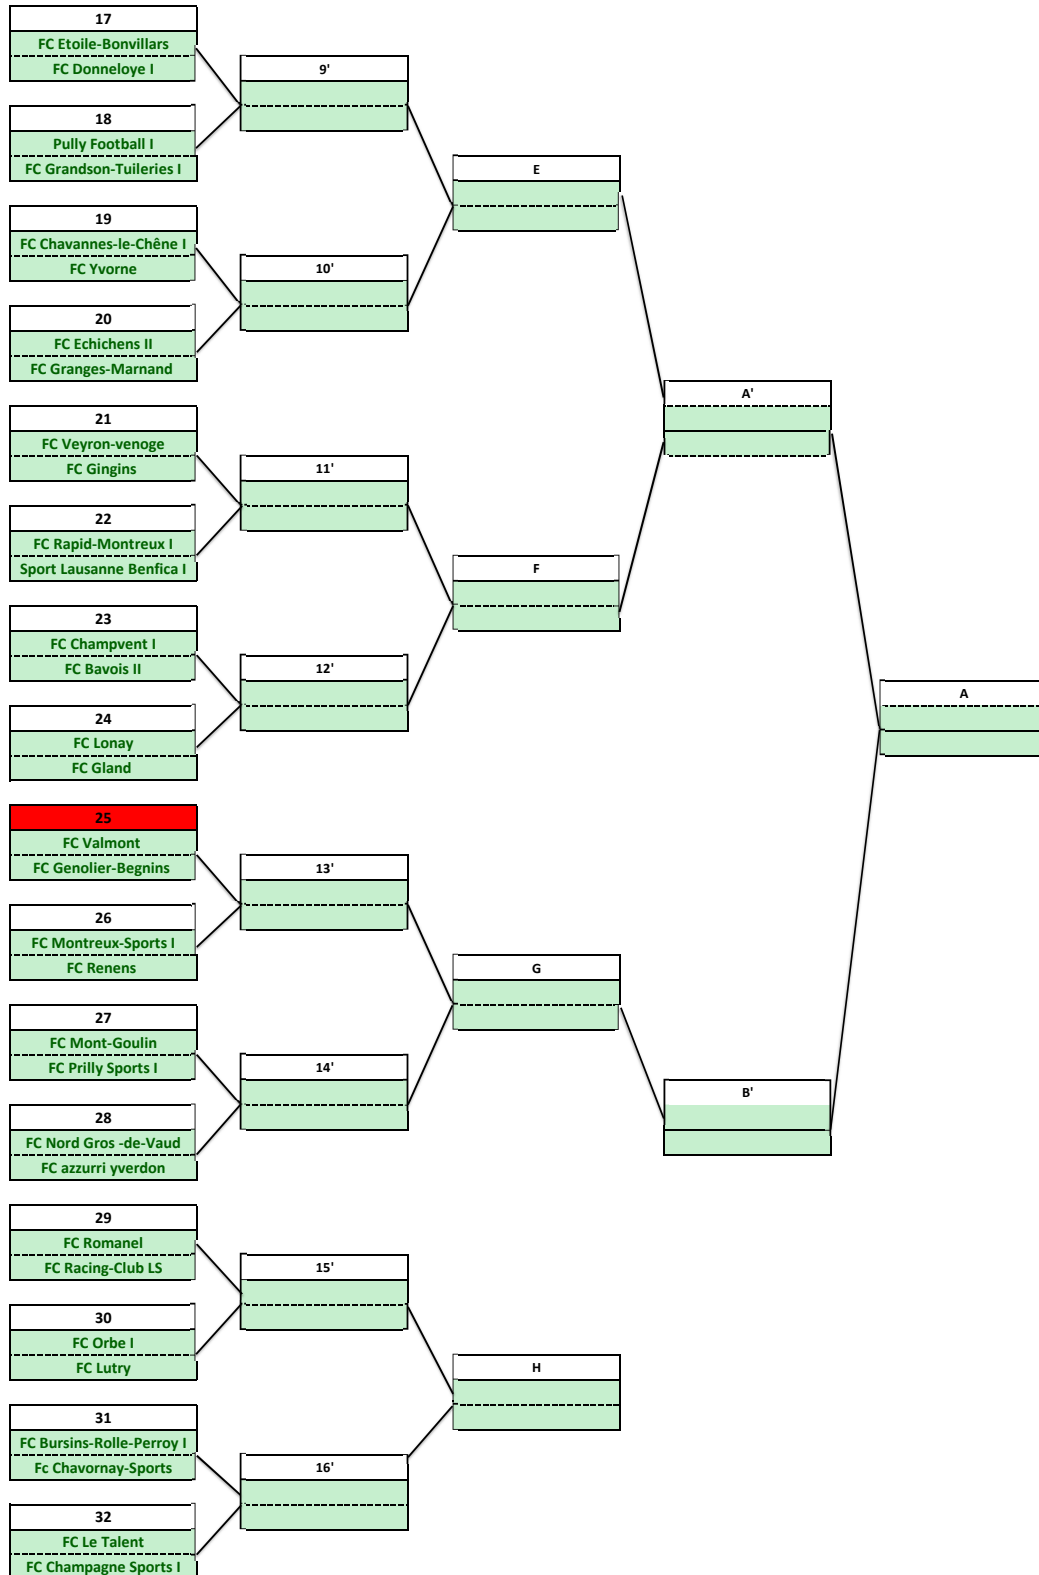 17
FC Etoile-Bonvillars
FC Donneloye I
18
Pully Football I
FC Grandson-Tuileries I
19
FC Chavannes-le-Chêne I
FC Yvorne
20
FC Echichens II
FC Granges-Marnand
21
FC Veyron-venoge
FC Gingins
22
FC Rapid-Montreux I
Sport Lausanne Benfica I
23
FC Champvent I
FC Bavois II
24
FC Lonay
FC Gland
25
FC Valmont
FC Genolier-Begnins
26
FC Montreux-Sports I
FC Renens
27
FC Mont-Goulin
FC Prilly Sports I
28
FC Nord Gros -de-Vaud
FC azzurri yverdon
29
FC Romanel
FC Racing-Club LS
30
FC Orbe I
FC Lutry
31
FC Bursins-Rolle-Perroy I
Fc Chavornay-Sports
32
FC Le Talent
FC Champagne Sports I
9'
10'
11'
12'
13'
14'
15'
16'
E
F
G
H
A'
B'
A